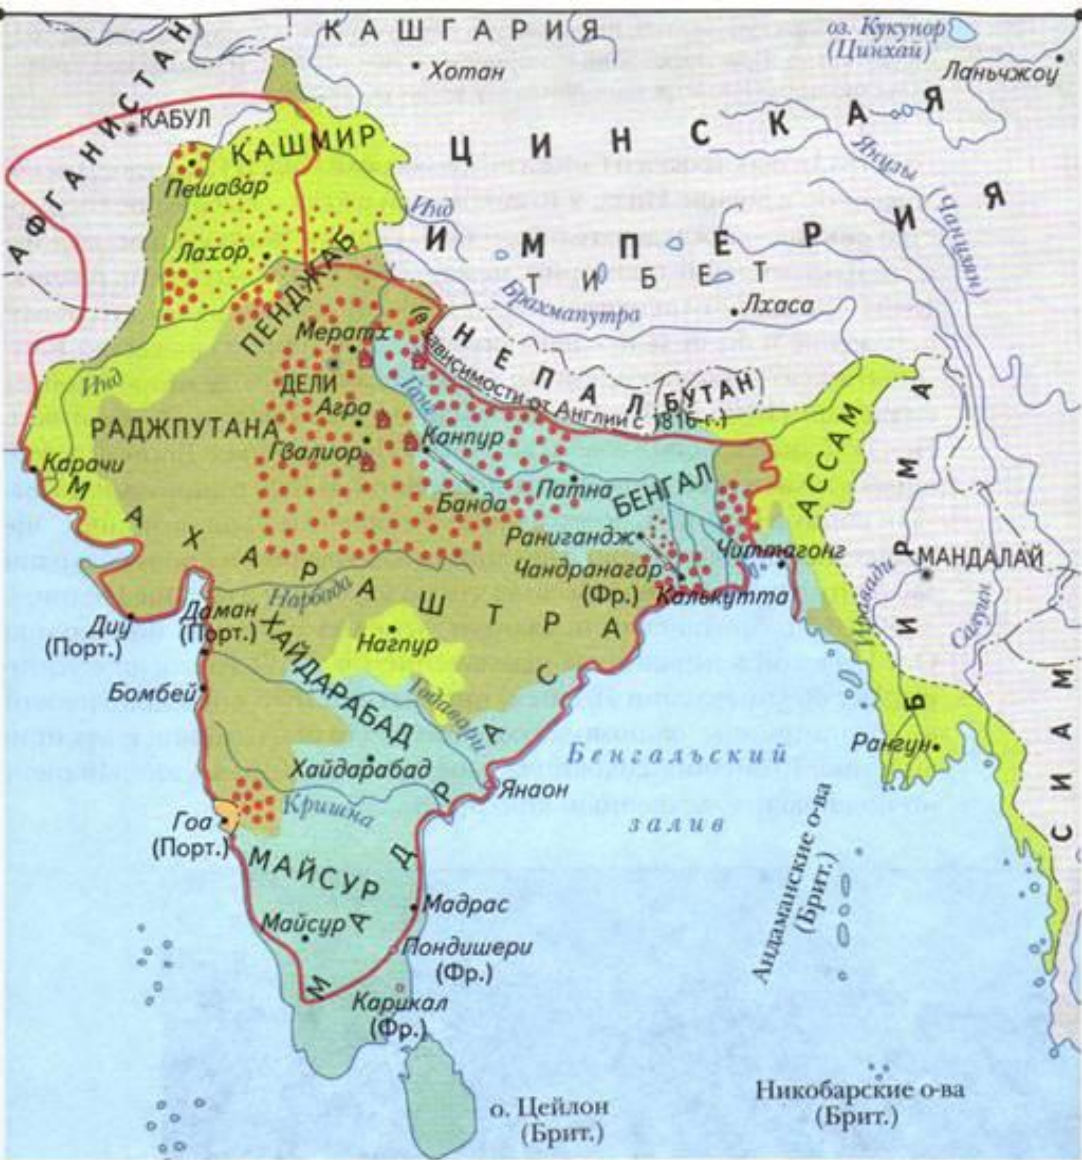 КАШГАРИЯ
оз. Кукунор
(Цинхай)
Хотан
Ланьчжоу
АФГАНИСТАН
КАБУЛ
КАШМИР
ЦИНСКАЯ
ИМПЕРИЯ
Янцзы
(Чанцзян)
Пешавар
Инд
Лахор
ПЕНДЖАБ
ТИБЕТ
Брахмапутра
Лхаса
НЕПАЛ
(в зависимости от Англии с 1816 г.)
БУТАН
Мератх
ДЕЛИ
Ганг
Инд
Агра
РАДЖПУТАНА
Гвалиор
Канпур
АССАМ
БИРМА
Карачи
Банда
Патна
БЕНГАЛ
МАХАРАШТРА
Ранигандж
Читтагонг
МАНДАЛАЙ
Чандранагар
(Фр.)
Калькутта
Иравади
Салуин
Нарбада
Диу
(Порт.)
Даман
(Порт.)
ХАЙДАРАБАД
Нагпур
Бомбей
Годавари
СИАМ
Рангун
Хайдарабад
Бенгальский
залив
Янаон
Кришна
Гоа
(Порт.)
МАЙСУР
МАДРАС
Андаманские о-ва
(Брит.)
Майсур
Мадрас
Пондишери
(Фр.)
Карикал
(Фр.)
о. Цейлон
(Брит.)
Никобарские о-ва
(Брит.)